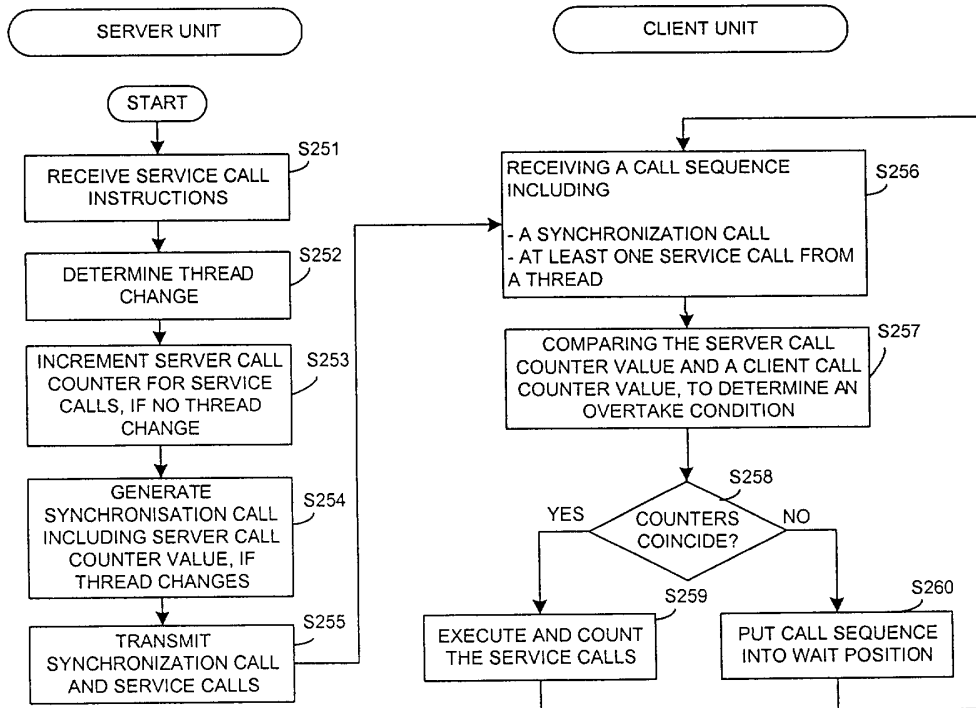 SERVER UNIT
START
S251
RECEIVE SERVICE CALL
INSTRUCTIONS
S252
DETERMINE THREAD
CHANGE
S253
INCREMENT SERVER CALL
COUNTER FOR SERVICE
CALLS, IF NO THREAD
CHANGE
S254
GENERATE
SYNCHRONISATION CALL
INCLUDING SERVER CALL
COUNTER VALUE, IF
THREAD CHANGES
S255
TRANSMIT
SYNCHRONIZATION CALL
AND SERVICE CALLS
CLIENT UNIT
S256
RECEIVING A CALL SEQUENCE
INCLUDING
- A SYNCHRONIZATION CALL
- AT LEAST ONE SERVICE CALL FROM
A THREAD
S257
COMPARING THE SERVER CALL
COUNTER VALUE AND A CLIENT CALL
COUNTER VALUE, TO DETERMINE AN
OVERTAKE CONDITION
S258
YES
COUNTERS
COINCIDE?
NO
S259
EXECUTE AND COUNT
THE SERVICE CALLS
S260
PUT CALL SEQUENCE
INTO WAIT POSITION